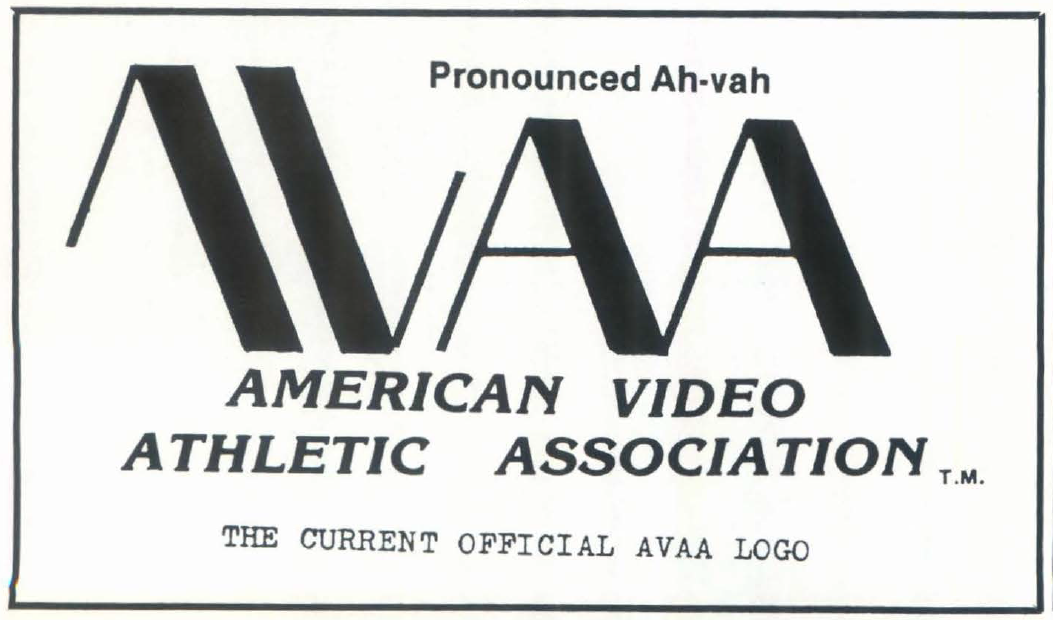 Pronounced Ah-vah
AVAA
AMERICAN VIDEO
ATHLETIC ASSOCIATION T.M.
THE CURRENT OFFICIAL AVAA LOGO